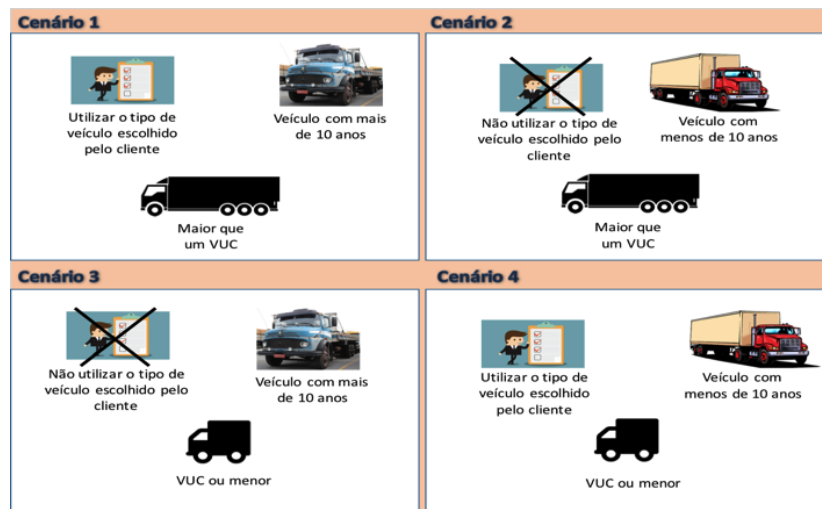 Cenário 1
Utilizar o tipo de
veículo escolhido
pelo cliente
Veículo com mais
de 10 anos
Maior que
um VUC
Cenário 2
Não utilizar o tipo de
veículo escolhido pelo
cliente
Veículo com
menos de 10 anos
Maior que
um VUC
Cenário 3
Não utilizar o tipo de
veículo escolhido pelo
cliente
Veículo com mais
de 10 anos
VUC ou menor
Cenário 4
Utilizar o tipo de
veículo escolhido
pelo cliente
Veículo com
menos de 10 anos
VUC ou menor